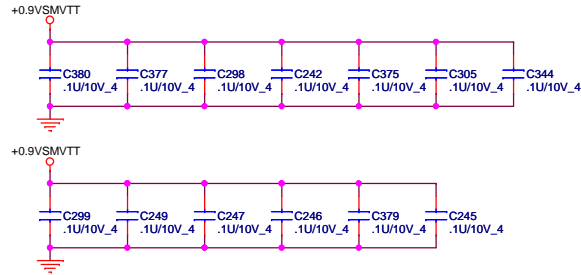 +0.9VSMVTT
C380 C377 C298 C242 C375 C305 C344
.1U/10V_4 .1U/10V_4 .1U/10V_4 .1U/10V_4 .1U/10V_4 .1U/10V_4 .1U/10V_4
+0.9VSMVTT
C299 C249 C247 C246 C379 C245
.1U/10V_4 .1U/10V_4 .1U/10V_4 .1U/10V_4 .1U/10V_4 .1U/10V_4